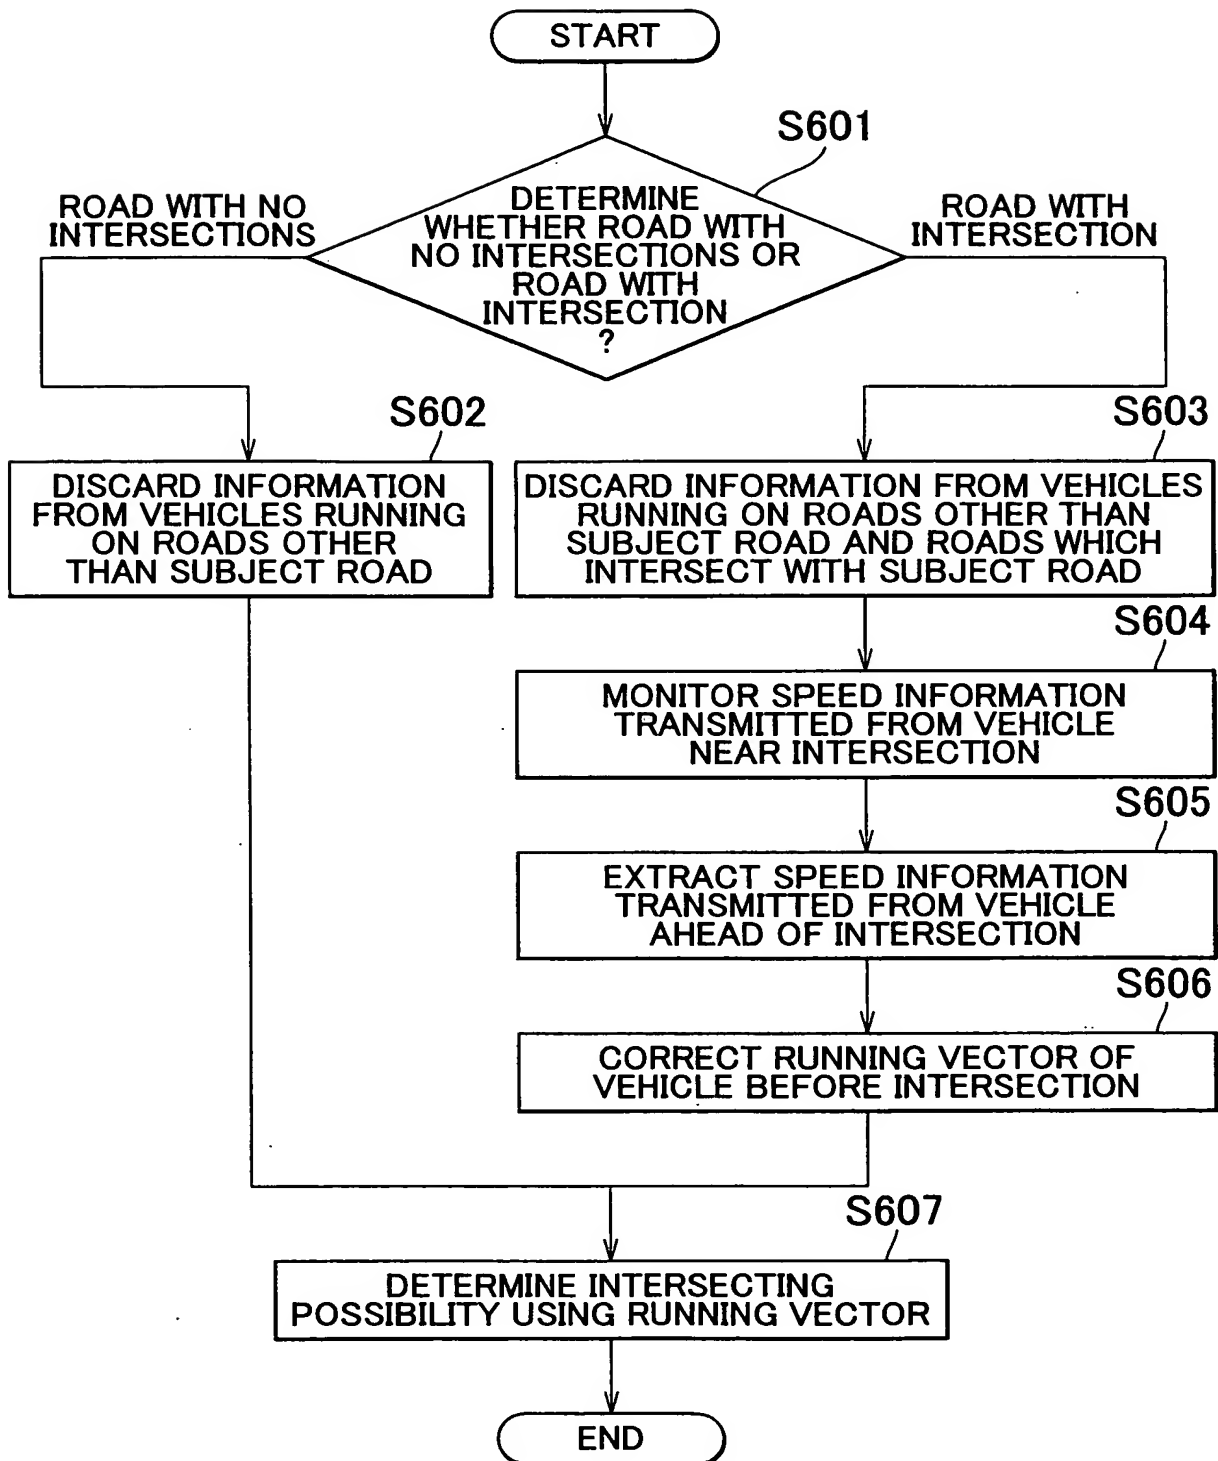 START
S601
DETERMINE
WHETHER ROAD WITH
NO INTERSECTIONS OR
ROAD WITH
INTERSECTION
?
ROAD WITH NO
INTERSECTIONS
ROAD WITH
INTERSECTION
S602
DISCARD INFORMATION
FROM VEHICLES RUNNING
ON ROADS OTHER
THAN SUBJECT ROAD
S603
DISCARD INFORMATION FROM VEHICLES
RUNNING ON ROADS OTHER THAN
SUBJECT ROAD AND ROADS WHICH
INTERSECT WITH SUBJECT ROAD
S604
MONITOR SPEED INFORMATION
TRANSMITTED FROM VEHICLE
NEAR INTERSECTION
S605
EXTRACT SPEED INFORMATION
TRANSMITTED FROM VEHICLE
AHEAD OF INTERSECTION
S606
CORRECT RUNNING VECTOR OF
VEHICLE BEFORE INTERSECTION
S607
DETERMINE INTERSECTING
POSSIBILITY USING RUNNING VECTOR
END